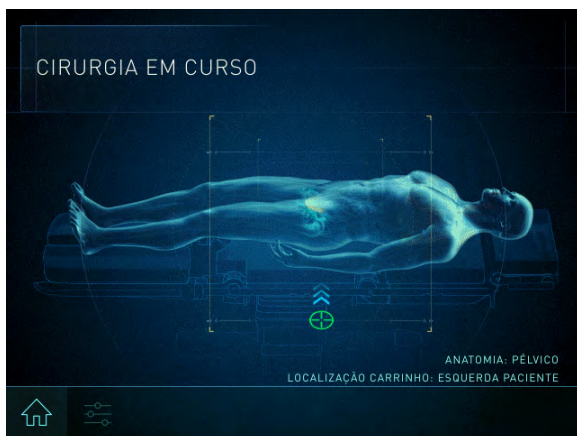 CIRURGIA EM CURSO
ANATOMIA: PÉLVICO
LOCALIZAÇÃO CARRINHO: ESQUERDA PACIENTE